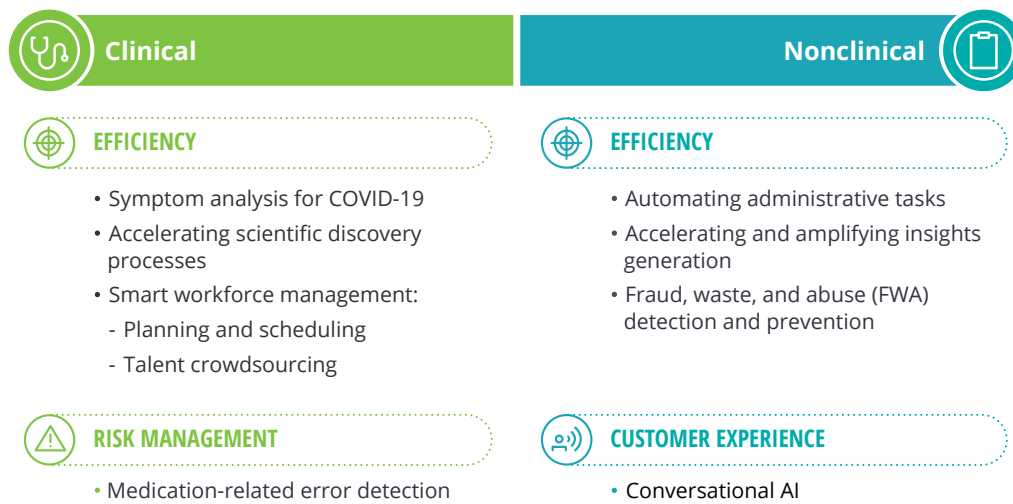 Clinical
EFFICIENCY
• Symptom analysis for COVID-19
• Accelerating scientific discovery
processes
• Smart workforce management:
- Planning and scheduling
- Talent crowdsourcing
RISK MANAGEMENT
• Medication-related error detection
Nonclinical
EFFICIENCY
• Automating administrative tasks
• Accelerating and amplifying insights
generation
• Fraud, waste, and abuse (FWA)
detection and prevention
CUSTOMER EXPERIENCE
• Conversational AI